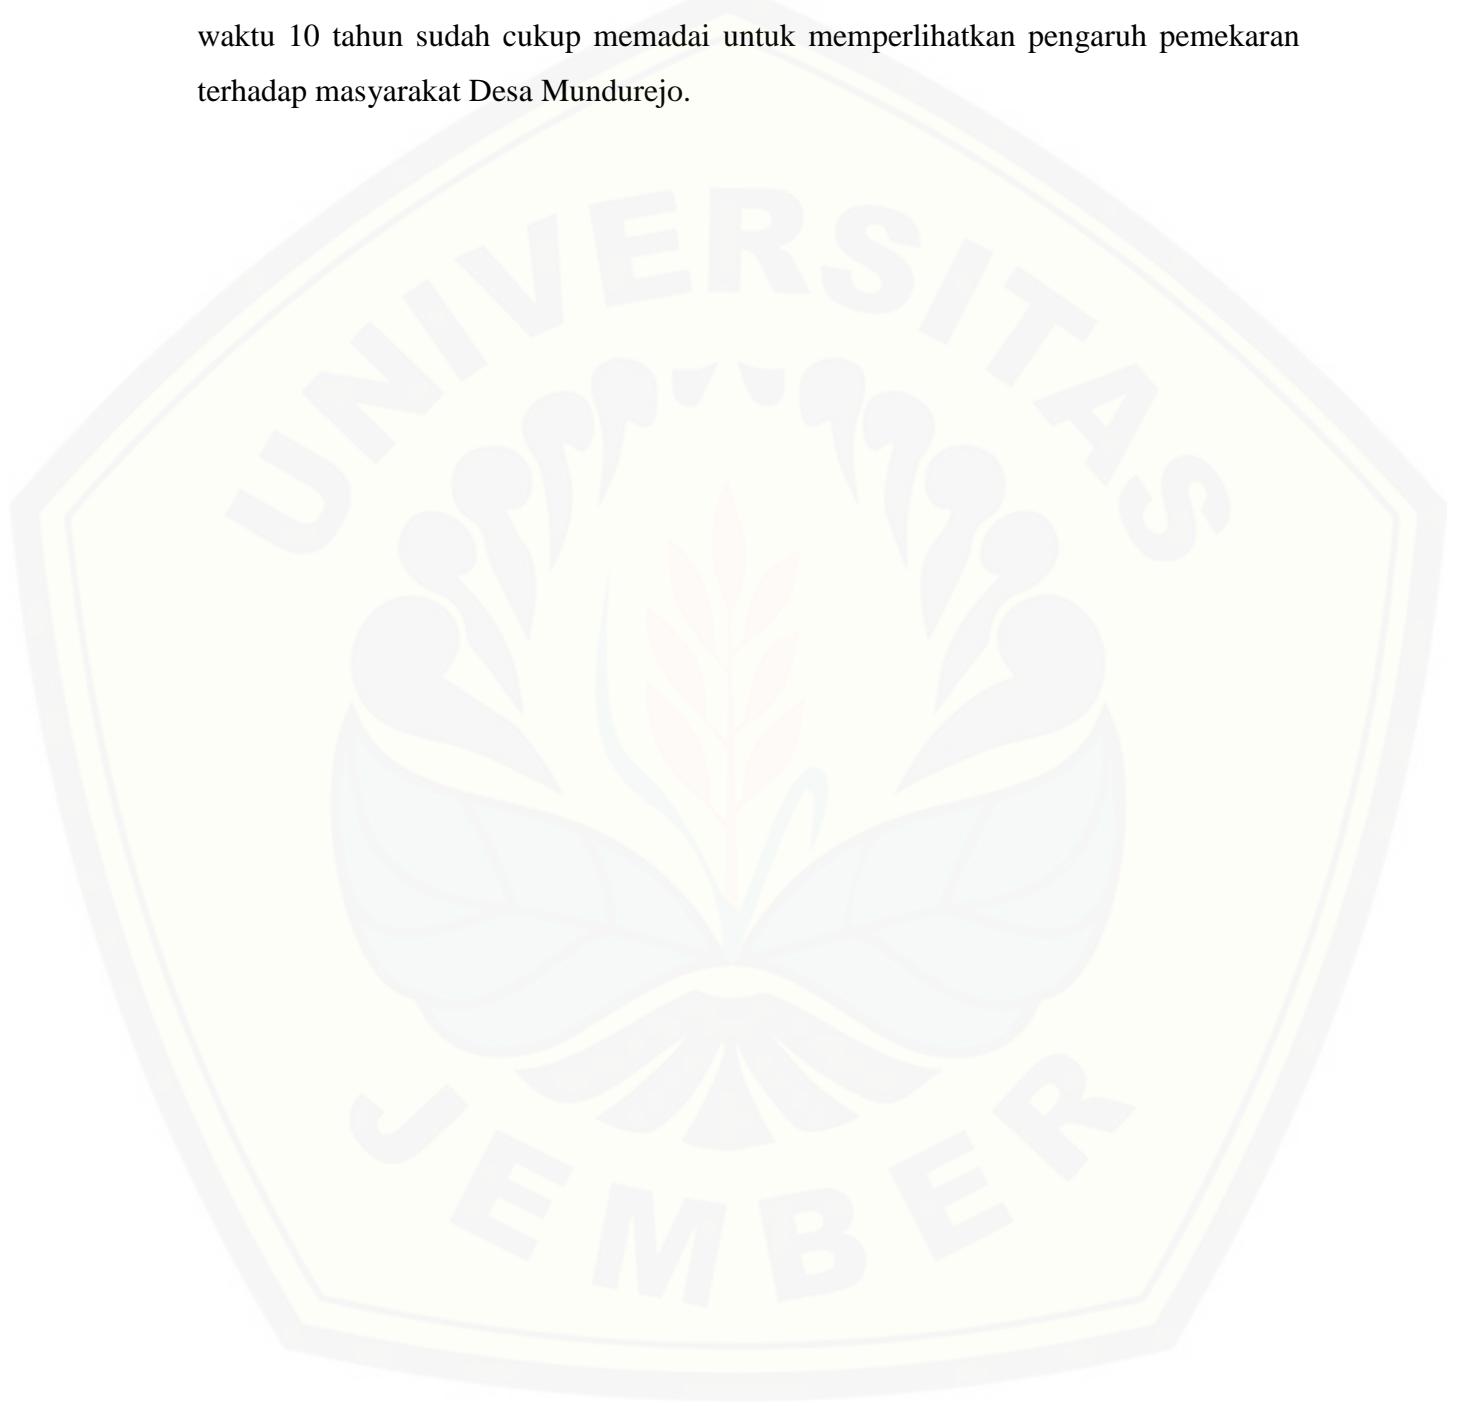 waktu 10 tahun sudah cukup memadai untuk memperlihatkan pengaruh pemekaran
terhadap masyarakat Desa Mundurejo.
UNIVERSITAS
JEMBER